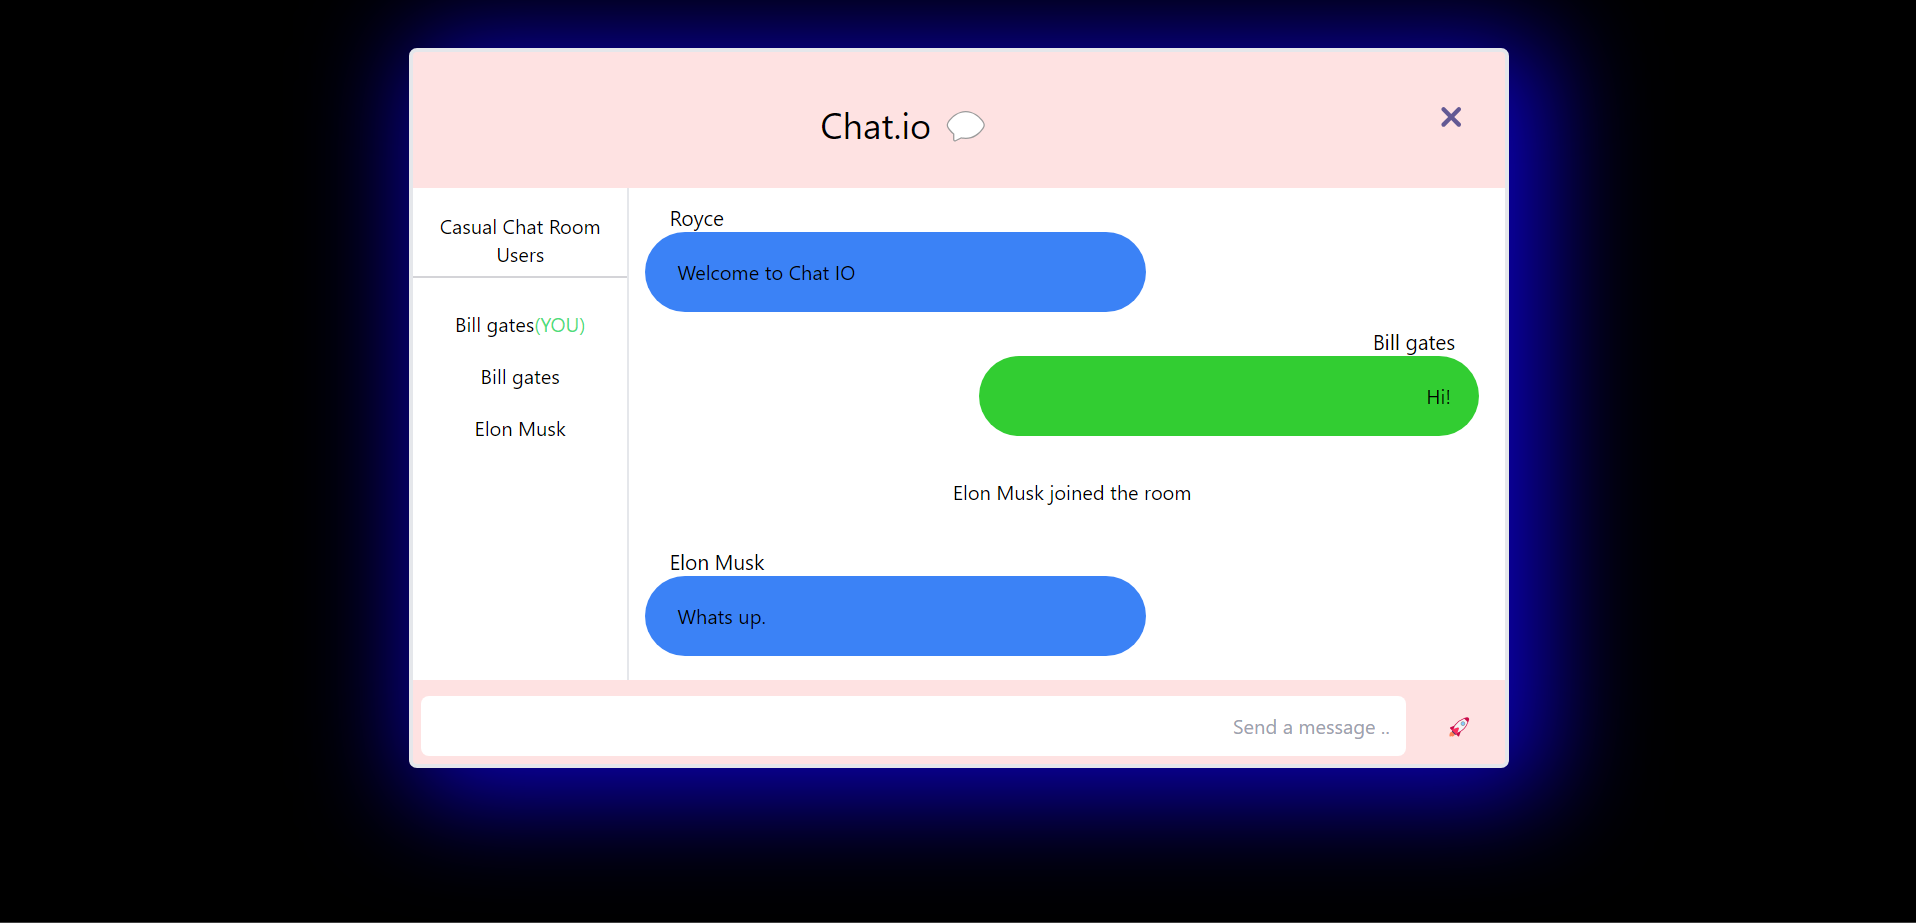 Chat.io
Casual Chat Room
Users
Bill gates(YOU)
Bill gates
Elon Musk
Royce
Welcome to Chat IO
Bill gates
Hi!
Elon Musk joined the room
Elon Musk
Whats up.
Send a message ..